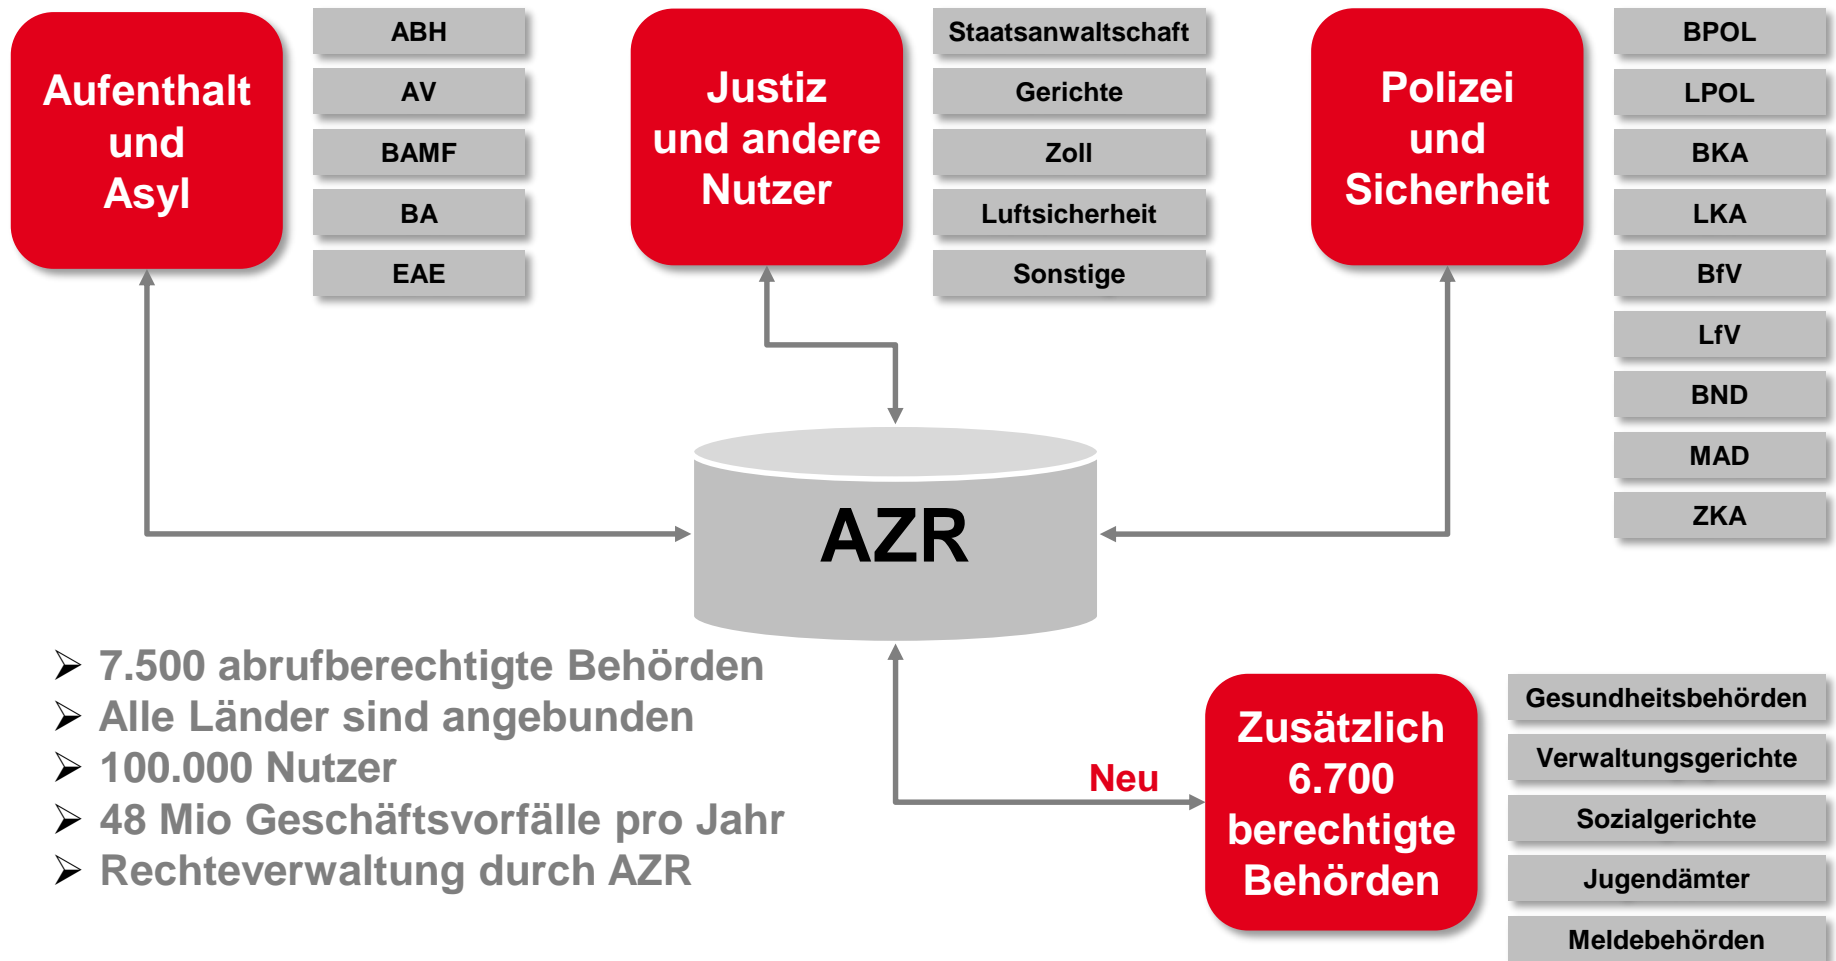 Aufenthalt
und
Asyl
ABH
AV
BAMF
BA
EAE
Justiz
und andere
Nutzer
Staatsanwaltschaft
Gerichte
Zoll
Luftsicherheit
Sonstige
Polizei
und
Sicherheit
BPOL
LPOL
BKA
LKA
BfV
LfV
BND
MAD
ZKA
AZR
➢ 7.500 abrufberechtigte Behörden
➢ Alle Länder sind angebunden
➢ 100.000 Nutzer
➢ 48 Mio Geschäftsvorfälle pro Jahr
➢ Rechteverwaltung durch AZR
Neu
Zusätzlich
6.700
berechtigte
Behörden
Gesundheitsbehörden
Verwaltungsgerichte
Sozialgerichte
Jugendämter
Meldebehörden